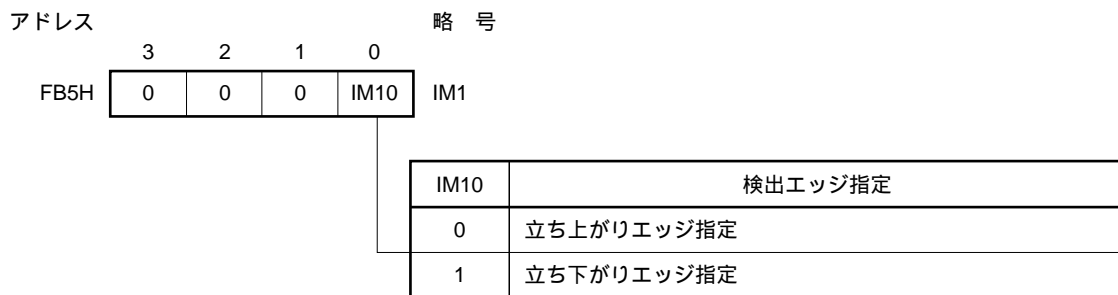 アドレス 略 号
3 2 1 0
FB5H 0 0 0 IM10 IM1
IM10 検出エッジ指定
0 立ち上がりエッジ指定
1 立ち下がりエッジ指定